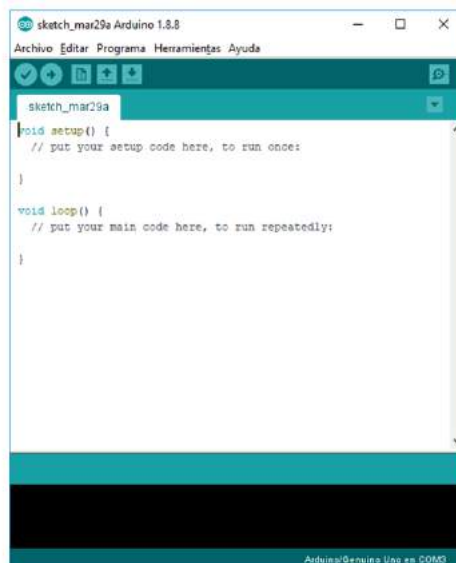 sketch_mar29a Arduino 1.8.8
Archivo Editar Programa Herramientas Ayuda
sketch_mar29a
void setup() {
// put your setup code here, to run once:
}
void loop() {
// put your main code here, to run repeatedly:
}
Arduino/Genuino Uno en COM3